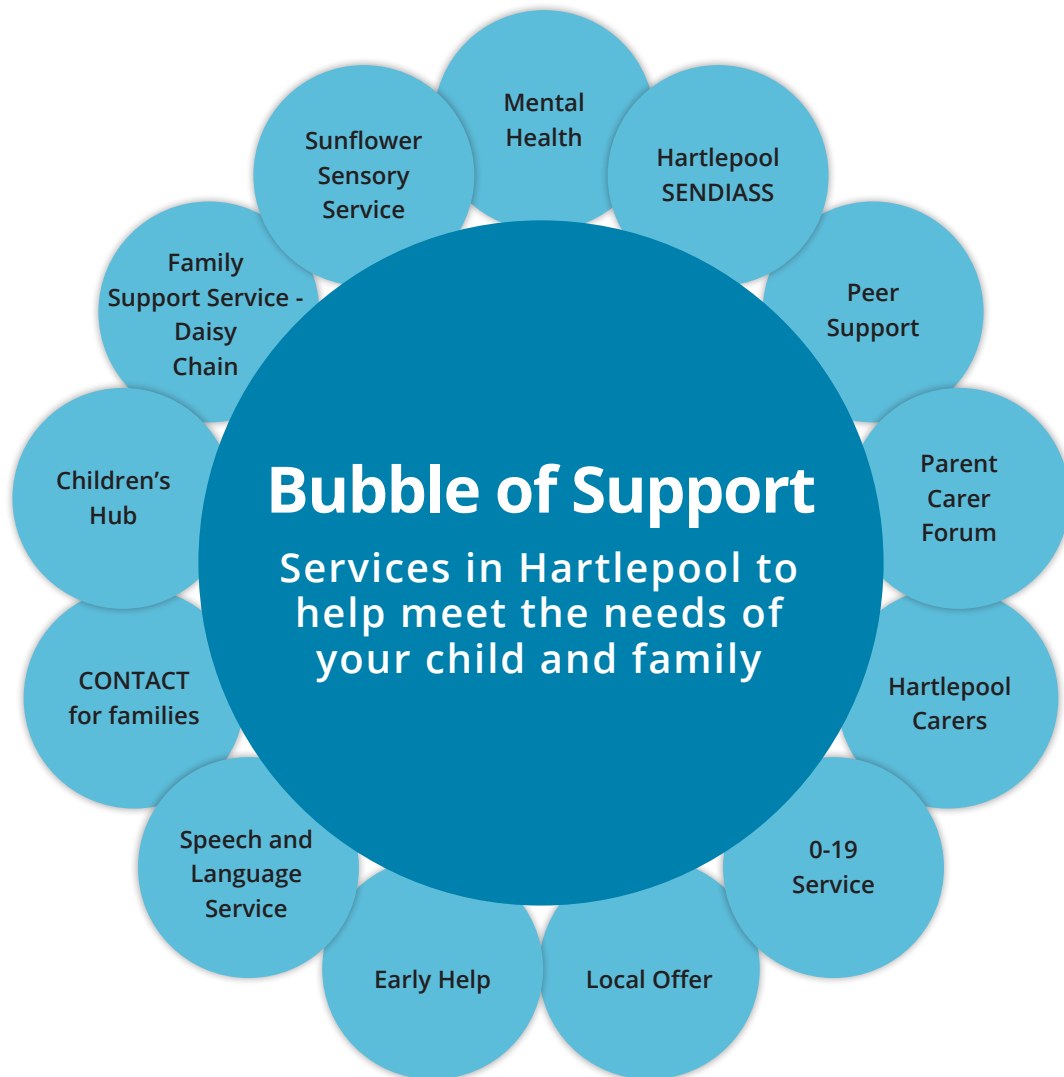 Mental
Health
Hartlepool
SENDIASS
Peer
Support
Parent
Carer
Forum
Hartlepool
Carers
0-19
Service
Local Offer
Early Help
Speech and
Language
Service
CONTACT
for families
Children’s
Hub
Family
Support Service -
Daisy
Chain
Sunflower
Sensory
Service
Bubble of Support
Services in Hartlepool to
help meet the needs of
your child and family